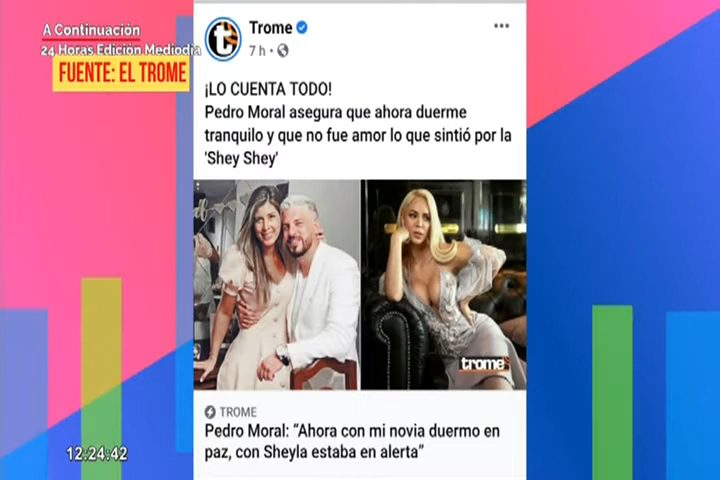 A Continuación
24 Horas Edición Mediodía
FUENTE: EL TROME
Trome
7 h
¡LO CUENTA TODO!
Pedro Moral asegura que ahora duerme
tranquilo y que no fue amor lo que sintió por la
'Shey Shey'
trome
TROME
Pedro Moral: “Ahora con mi novia duermo en
paz, con Sheyla estaba en alerta”
12:24:42